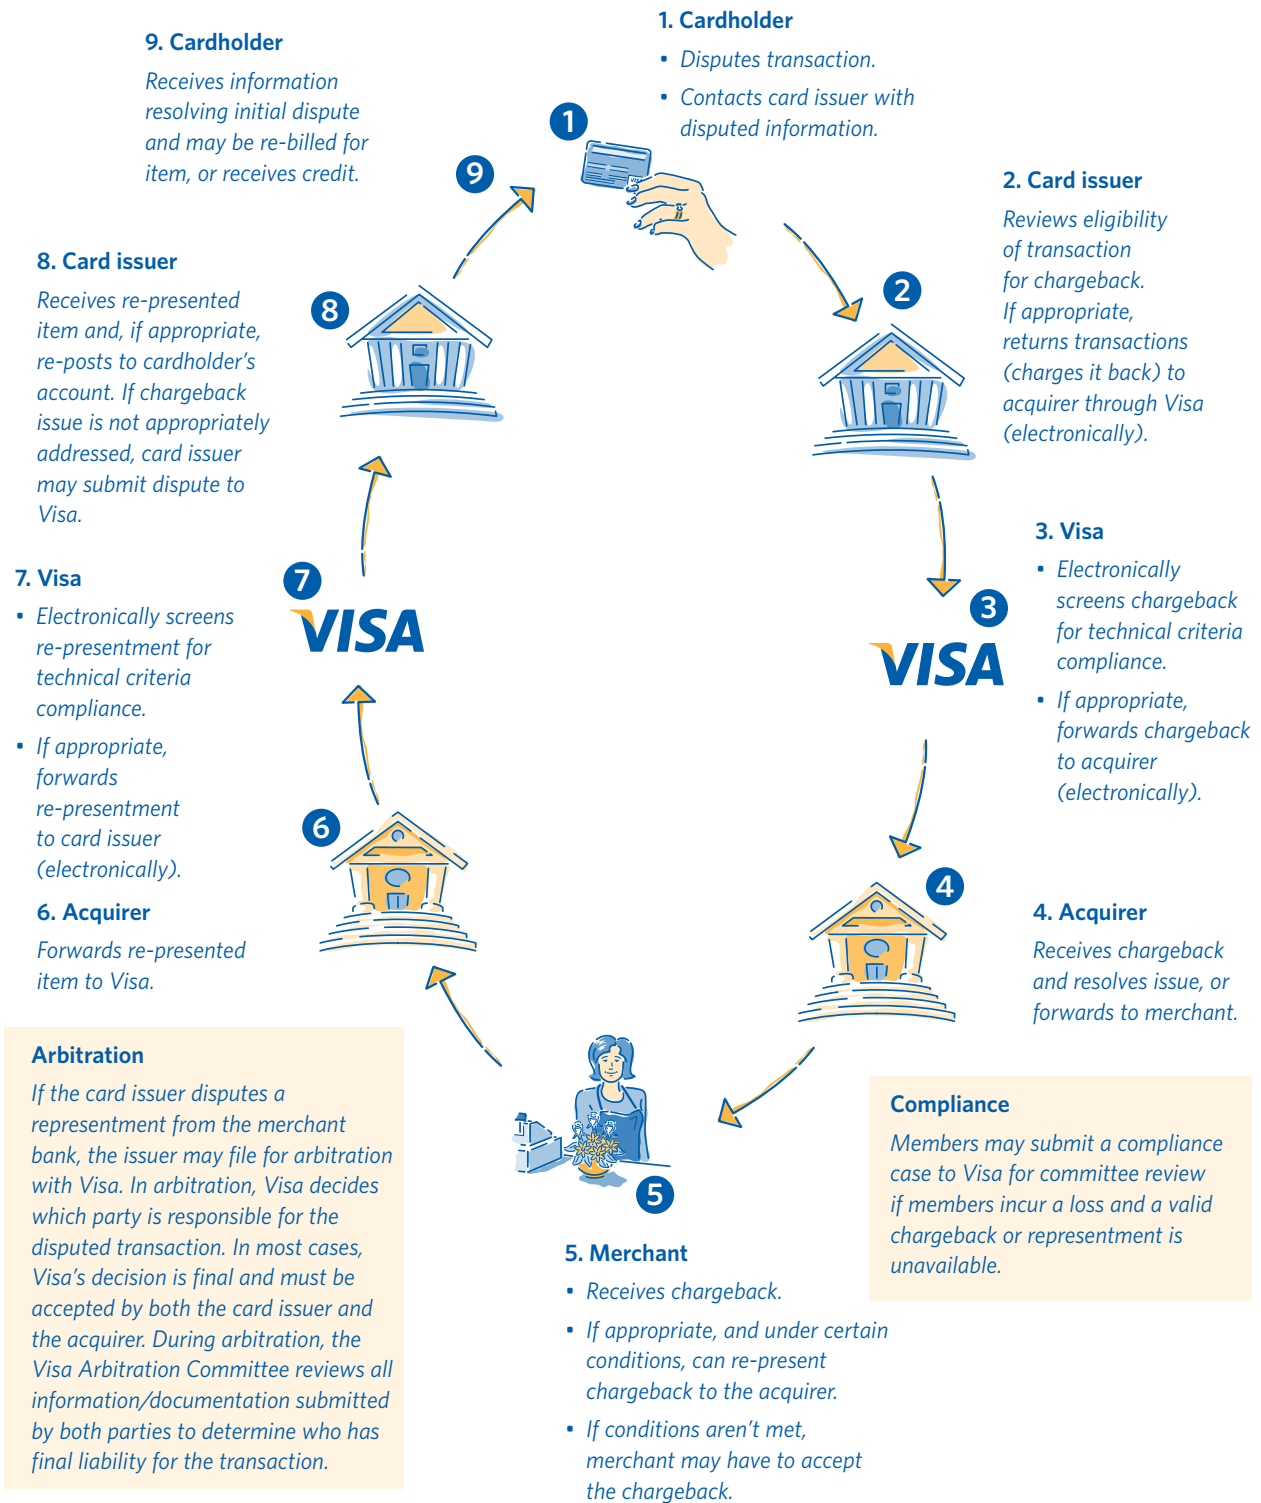 1. Cardholder
• Disputes transaction.
• Contacts card issuer with
disputed information.
1
2. Card issuer
Reviews eligibility
of transaction
for chargeback.
If appropriate,
returns transactions
(charges it back) to
acquirer through Visa
(electronically).
2
3. Visa
• Electronically
screens chargeback
for technical criteria
compliance.
• If appropriate,
forwards chargeback
to acquirer
(electronically).
3
VISA
4. Acquirer
Receives chargeback
and resolves issue, or
forwards to merchant.
4
Compliance
Members may submit a compliance
case to Visa for committee review
if members incur a loss and a valid
chargeback or representment is
unavailable.
5
5. Merchant
• Receives chargeback.
• If appropriate, and under certain
conditions, can re-present
chargeback to the acquirer.
• If conditions aren't met,
merchant may have to accept
the chargeback.
6
6. Acquirer
Forwards re-presented
item to Visa.
Arbitration
If the card issuer disputes a
representment from the merchant
bank, the issuer may file for arbitration
with Visa. In arbitration, Visa decides
which party is responsible for the
disputed transaction. In most cases,
Visa's decision is final and must be
accepted by both the card issuer and
the acquirer. During arbitration, the
Visa Arbitration Committee reviews all
information/documentation submitted
by both parties to determine who has
final liability for the transaction.
7
VISA
7. Visa
• Electronically screens
re-presentment for
technical criteria
compliance.
• If appropriate,
forwards
re-presentment
to card issuer
(electronically).
8
8. Card issuer
Receives re-presented
item and, if appropriate,
re-posts to cardholder's
account. If chargeback
issue is not appropriately
addressed, card issuer
may submit dispute to
Visa.
9
9. Cardholder
Receives information
resolving initial dispute
and may be re-billed for
item, or receives credit.
VISA